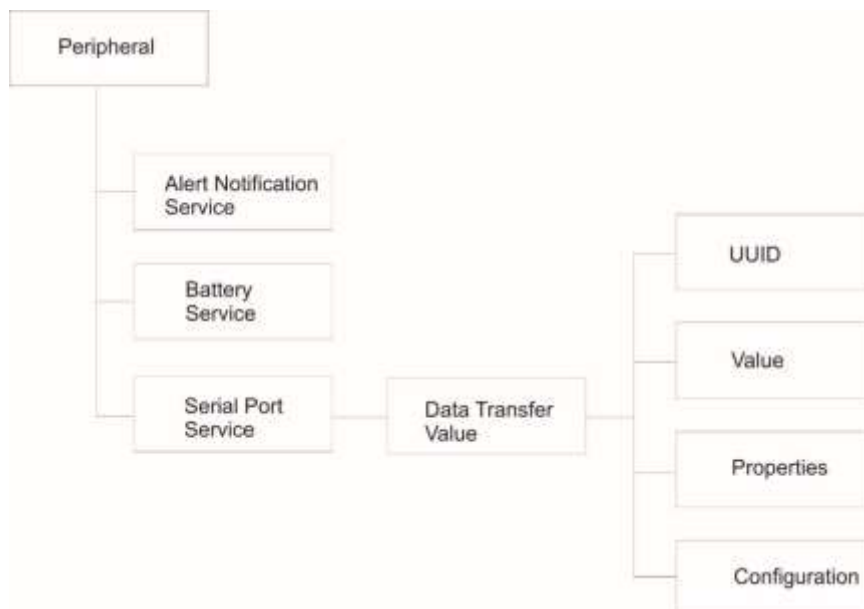 Peripheral
Alert Notification
Service
Battery
Service
Serial Port
Service
Data Transfer
Value
UUID
Value
Properties
Configuration